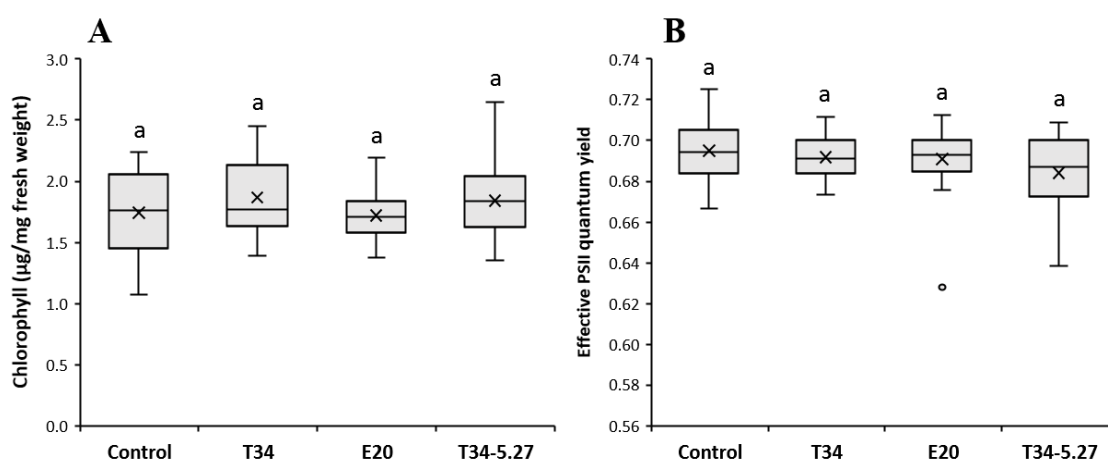 A
Chlorophyll (µg/mg fresh weight)
3.0
2.5
2.0
1.5
1.0
0.5
0.0
a
a
a
a
Control
T34
E20
T34-5.27
B
Effective PSII quantum yield
0.74
0.72
0.70
0.68
0.66
0.64
0.62
0.60
0.58
0.56
a
a
a
a
Control
T34
E20
T34-5.27